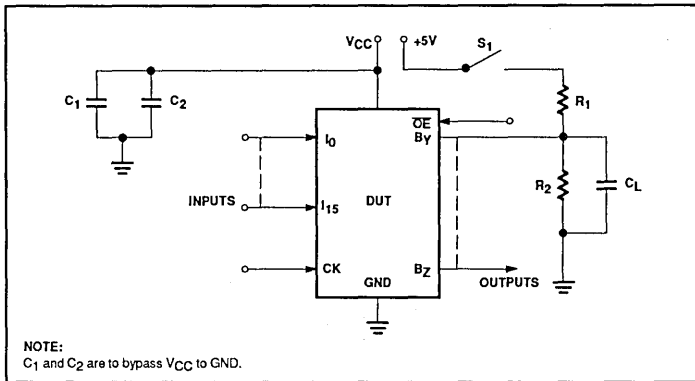 VCC +5V S1
C1 C2 R1
OE
I0 BY
R2 CL
INPUTS DUT
I15
CK BZ
GND OUTPUTS
NOTE:
C1 and C2 are to bypass VCC to GND.